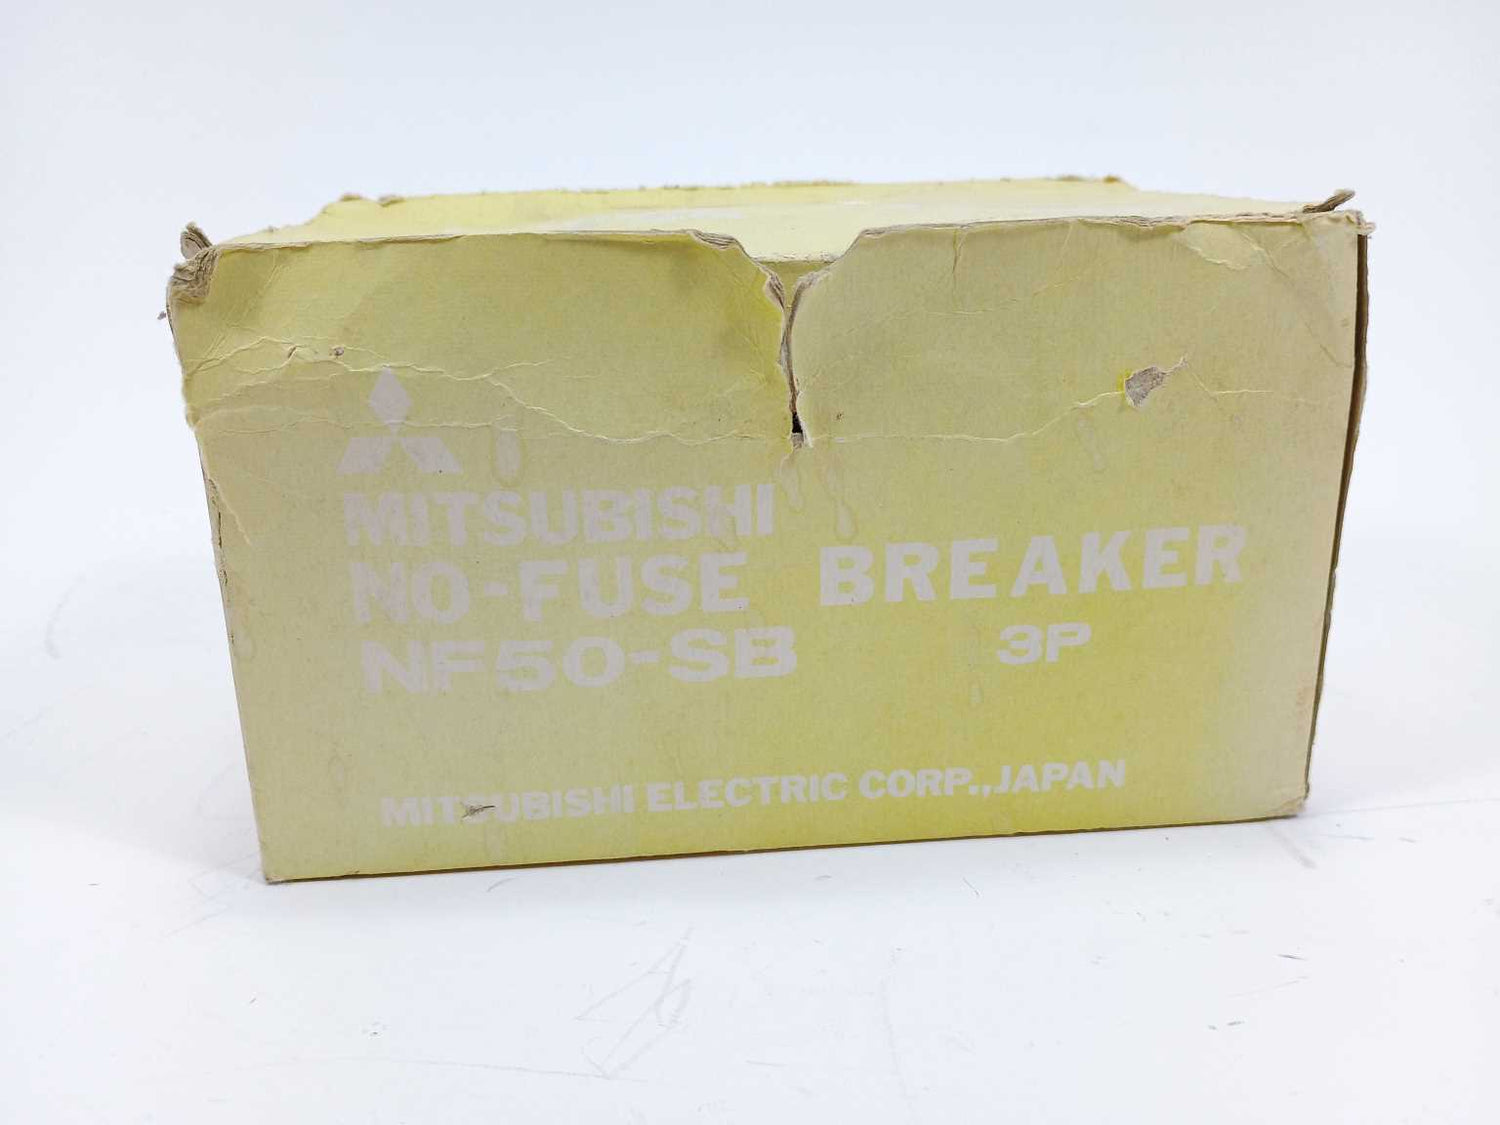 MITSUBISHI
NO-FUSE BREAKER
NF50-SB 3P
MITSUBISHI ELECTRIC CORP.,JAPAN